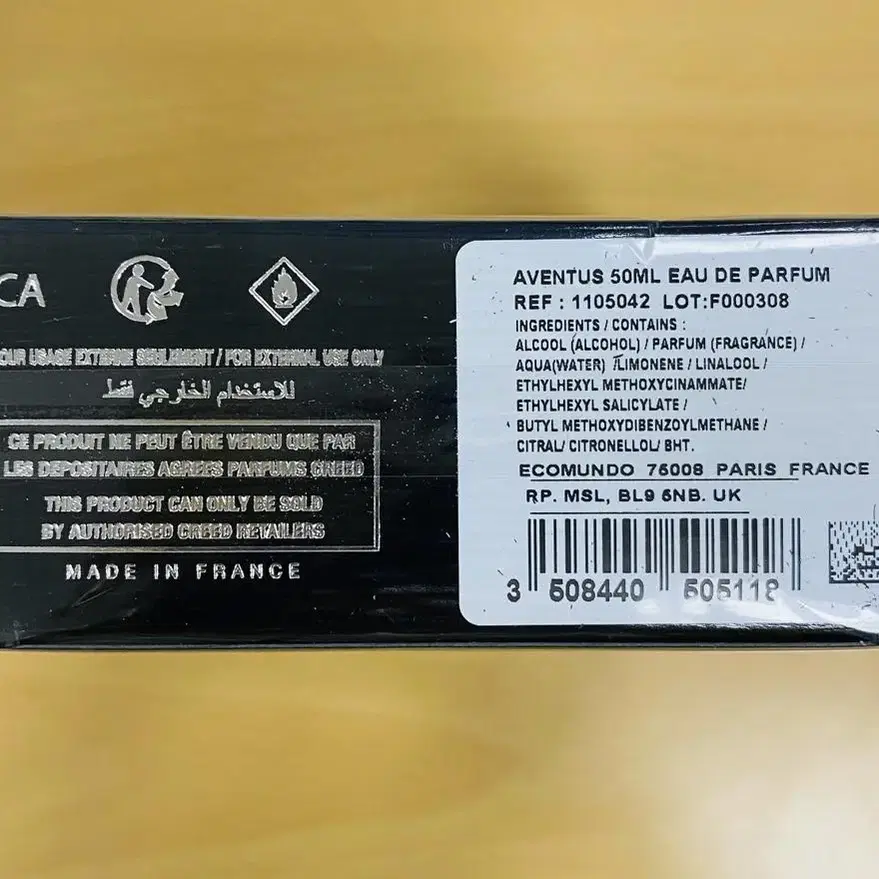 CA
OUR USAGE EXTERNE SEULEMENT / FOR EXTERNAL USE ONLY
للاستخدام الخارجي فقط
CE PRODUIT NE PEUT ÊTRE VENDU QUE PAR
LES DEPOSITAIRES AGREES PARFUMS CREED
THIS PRODUCT CAN ONLY BE SOLD
BY AUTHORISED CREED RETAILERS
MADE IN FRANCE
AVENTUS 50ML EAU DE PARFUM
REF : 1105042 LOT:F000308
INGREDIENTS / CONTAINS :
ALCOOL (ALCOHOL) / PARFUM (FRAGRANCE) /
AQUA(WATER) /LIMONENE / LINALOOL /
ETHYLHEXYL METHOXYCINAMMATE/
ETHYLHEXYL SALICYLATE /
BUTYL METHOXYDIBENZOYLMETHANE /
CITRAL/ CITRONELLOL/ BHT.
ECOMUNDO 75008 PARIS FRANCE
RP. MSL, BL9 5NB. UK
3 508440 505118